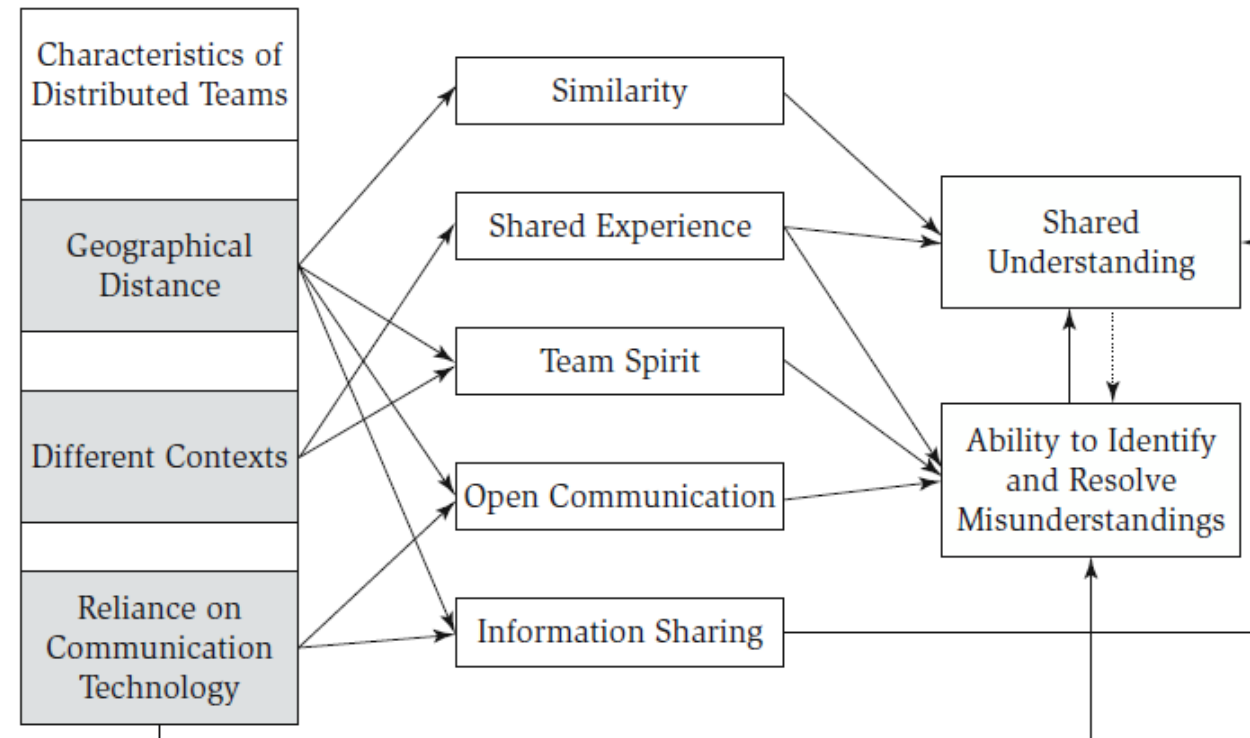 Characteristics of
Distributed Teams
Geographical
Distance
Different Contexts
Reliance on
Communication
Technology
Similarity
Shared Experience
Team Spirit
Open Communication
Information Sharing
Shared
Understanding
Ability to Identify
and Resolve
Misunderstandings